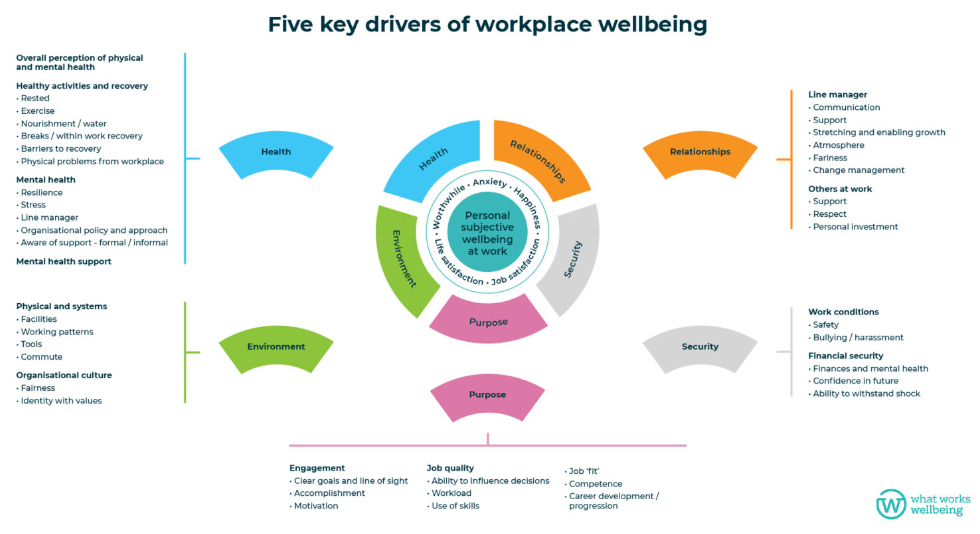 Five key drivers of workplace wellbeing
Overall perception of physical
and mental health
Healthy activities and recovery
• Rested
• Exercise
• Nourishment / water
• Breaks / within work recovery
• Barriers to recovery
• Physical problems from workplace
Mental health
• Resilience
• Stress
• Line manager
• Organisational policy and approach
• Aware of support - formal / informal
Mental health support
Health
Physical and systems
• Facilities
• Working patterns
• Tools
• Commute
Organisational culture
• Fairness
• Identity with values
Environment
Health
Relationships
Security
Purpose
Environment
Worthwhile • Anxiety • Happiness •
Job satisfaction • Life satisfaction •
Personal
subjective
wellbeing
at work
Relationships
Line manager
• Communication
• Support
• Stretching and enabling growth
• Atmosphere
• Fariness
• Change management
Others at work
• Support
• Respect
• Personal investment
Security
Work conditions
• Safety
• Bullying / harassment
Financial security
• Finances and mental health
• Confidence in future
• Ability to withstand shock
Purpose
Engagement
• Clear goals and line of sight
• Accomplishment
• Motivation
Job quality
• Ability to influence decisions
• Workload
• Use of skills
• Job ‘fit’
• Competence
• Career development /
progression
W
what works
wellbeing